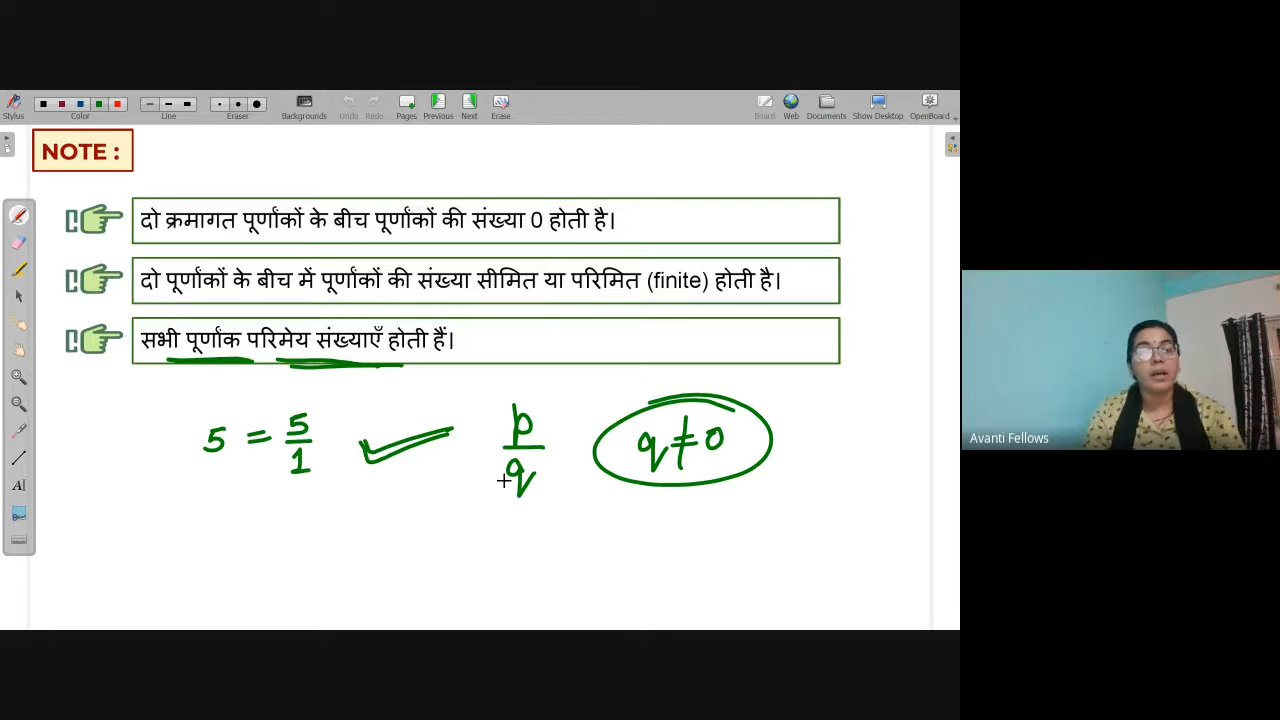 Stylus Color Line Eraser Backgrounds Undo Redo Pages Previous Next Erase Board Web Documents Show Desktop OpenBoard
NOTE :
दो क्रमागत पूर्णांकों के बीच पूर्णांकों की संख्या 0 होती है।
दो पूर्णांकों के बीच में पूर्णांकों की संख्या सीमित या परिमित (finite) होती है।
सभी पूर्णांक परिमेय संख्याएँ होती हैं।
5 = 5/1 p/q q ≠ 0
Avanti Fellows
AI